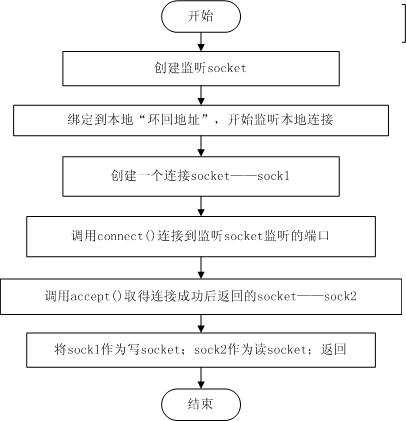 开始
创建监听socket
绑定到本地“环回地址”，开始监听本地连接
创建一个连接socket——sock1
调用connect()连接到监听socket监听的端口
调用accept()取得连接成功后返回的socket——sock2
将sock1作为写socket；sock2作为读socket；返回
结束